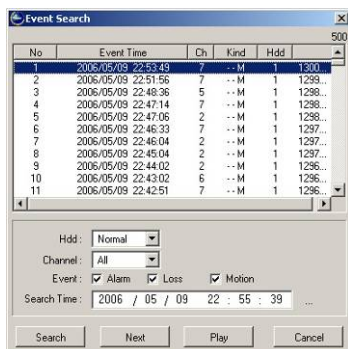 Event Search
500
No Event Time Ch Kind Hdd
1 2006/05/09 22:53:49 7 - - M 1 1300...
2 2006/05/09 22:51:56 7 - - M 1 1299...
3 2006/05/09 22:48:36 5 - - M 1 1298...
4 2006/05/09 22:47:14 7 - - M 1 1298...
5 2006/05/09 22:47:06 2 - - M 1 1298...
6 2006/05/09 22:46:33 7 - - M 1 1297...
7 2006/05/09 22:46:04 2 - - M 1 1297...
8 2006/05/09 22:45:04 2 - - M 1 1297...
9 2006/05/09 22:44:02 2 - - M 1 1296...
10 2006/05/09 22:43:02 6 - - M 1 1296...
11 2006/05/09 22:42:51 7 - - M 1 1296...
Hdd : Normal
Channel : All
Event : Alarm Loss Motion
Search Time : 2006 / 05 / 09 22 : 55 : 39 ...
Search Next Play Cancel